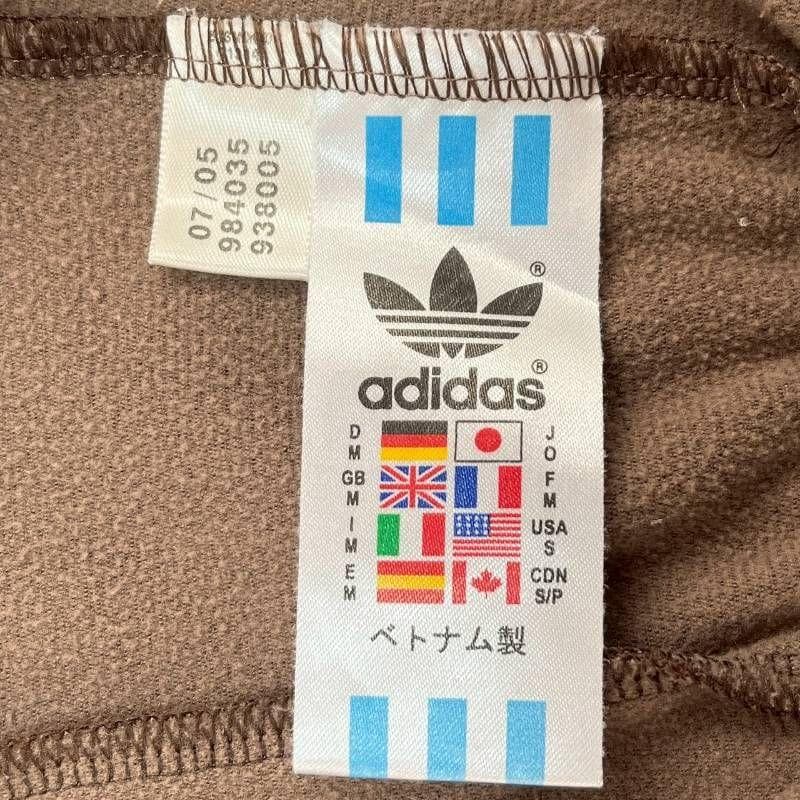 07/05
984035
938005
®
adidas®
D M
J O
GB M
F M
I M
USA S
E M
CDN S/P
ベトナム製